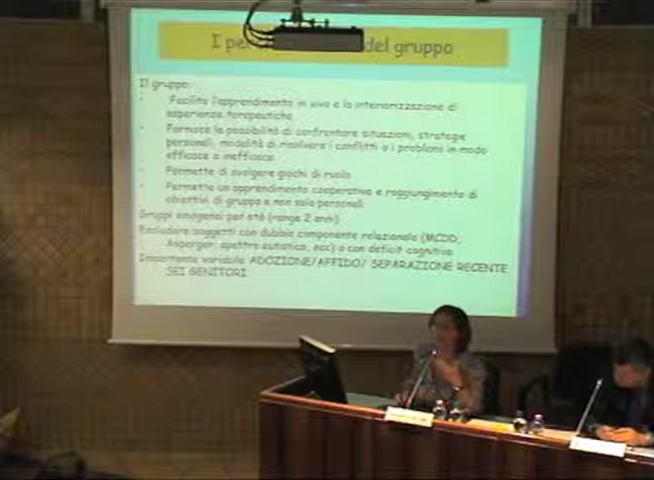 I del gruppo
Il gruppo:
Facilita l'apprendimento in vivo e la interiorizzazione di
esperienze terapeutiche
Fornisce la possibilità di confrontare situazioni, strategie
personali, modalità di risolvere i conflitti o i problemi in modo
efficace o inefficace
Permette di svolgere giochi di ruolo
Permette un apprendimento cooperativo e raggiungimento di
obiettivi di gruppo e non solo personali
Gruppi omogenei per età (range 2 anni)
Escludere soggetti con dubbia componente relazionale (MCDD,
Asperger, spettro autistico, ecc) o con deficit cognitivo
Importante variabile ADOZIONE/AFFIDO/ SEPARAZIONE RECENTE
SEI GENITORI